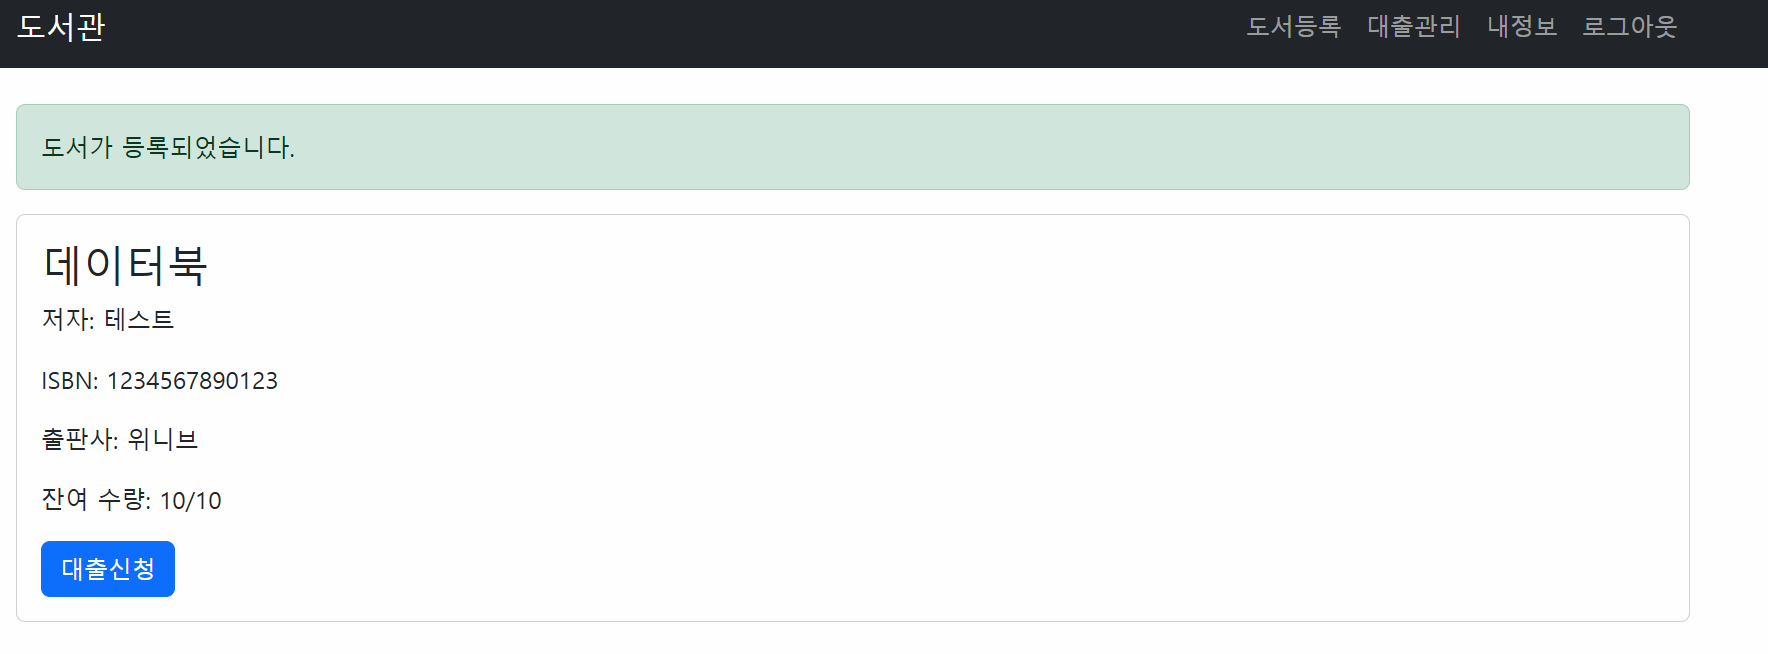 도서관 도서등록 대출관리 내정보 로그아웃
도서가 등록되었습니다.
데이터북
저자: 테스트
ISBN: 1234567890123
출판사: 위니브
잔여 수량: 10/10
대출신청